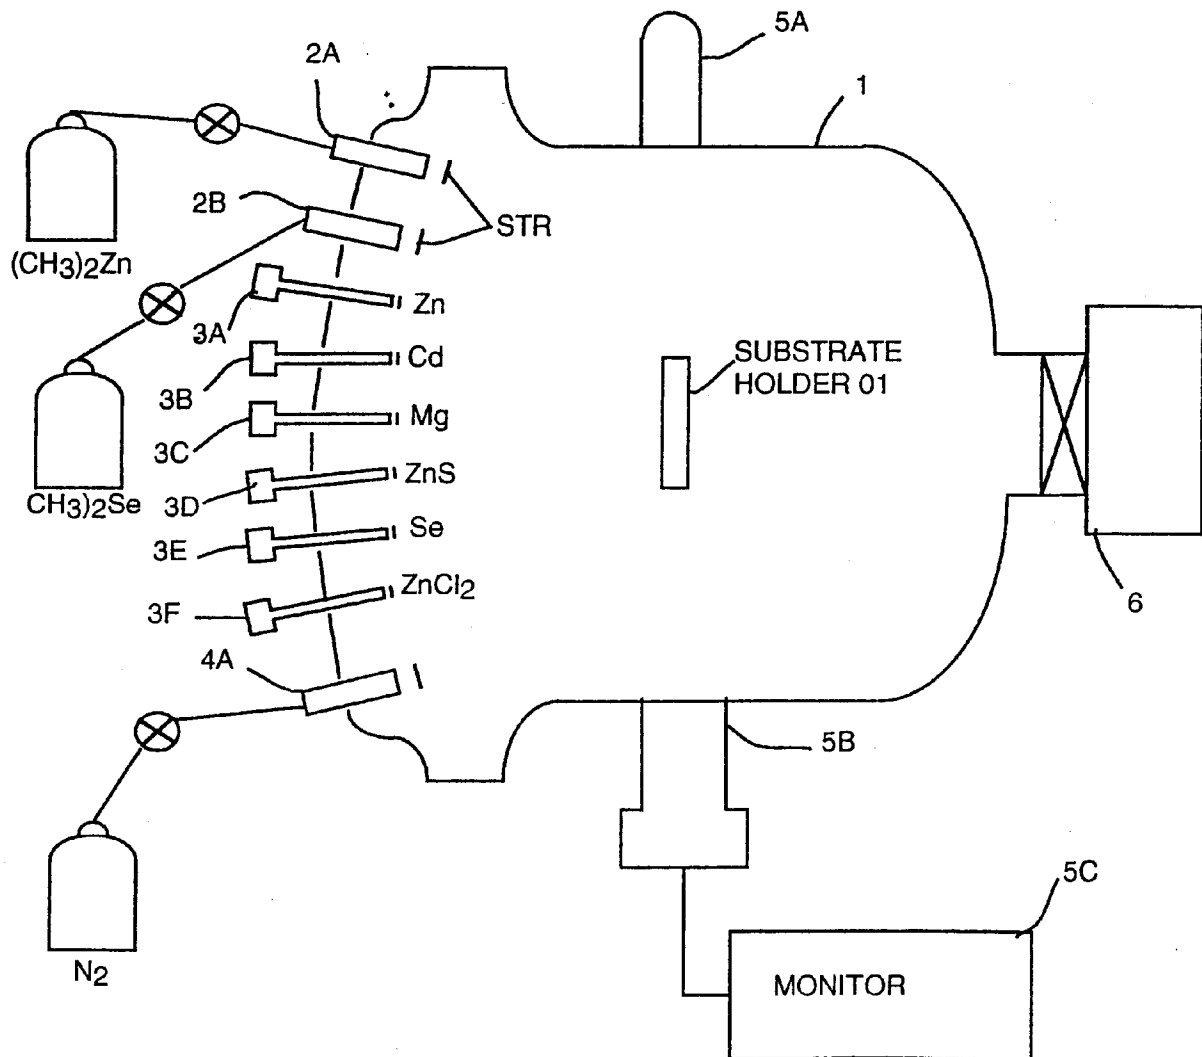 5A
2A
1
2B
STR
(CH3)2Zn
3A
Zn
3B
Cd
SUBSTRATE
HOLDER 01
3C
Mg
3D
ZnS
CH3)2Se
3E
Se
3F
ZnCl2
6
4A
5B
5C
N2
MONITOR